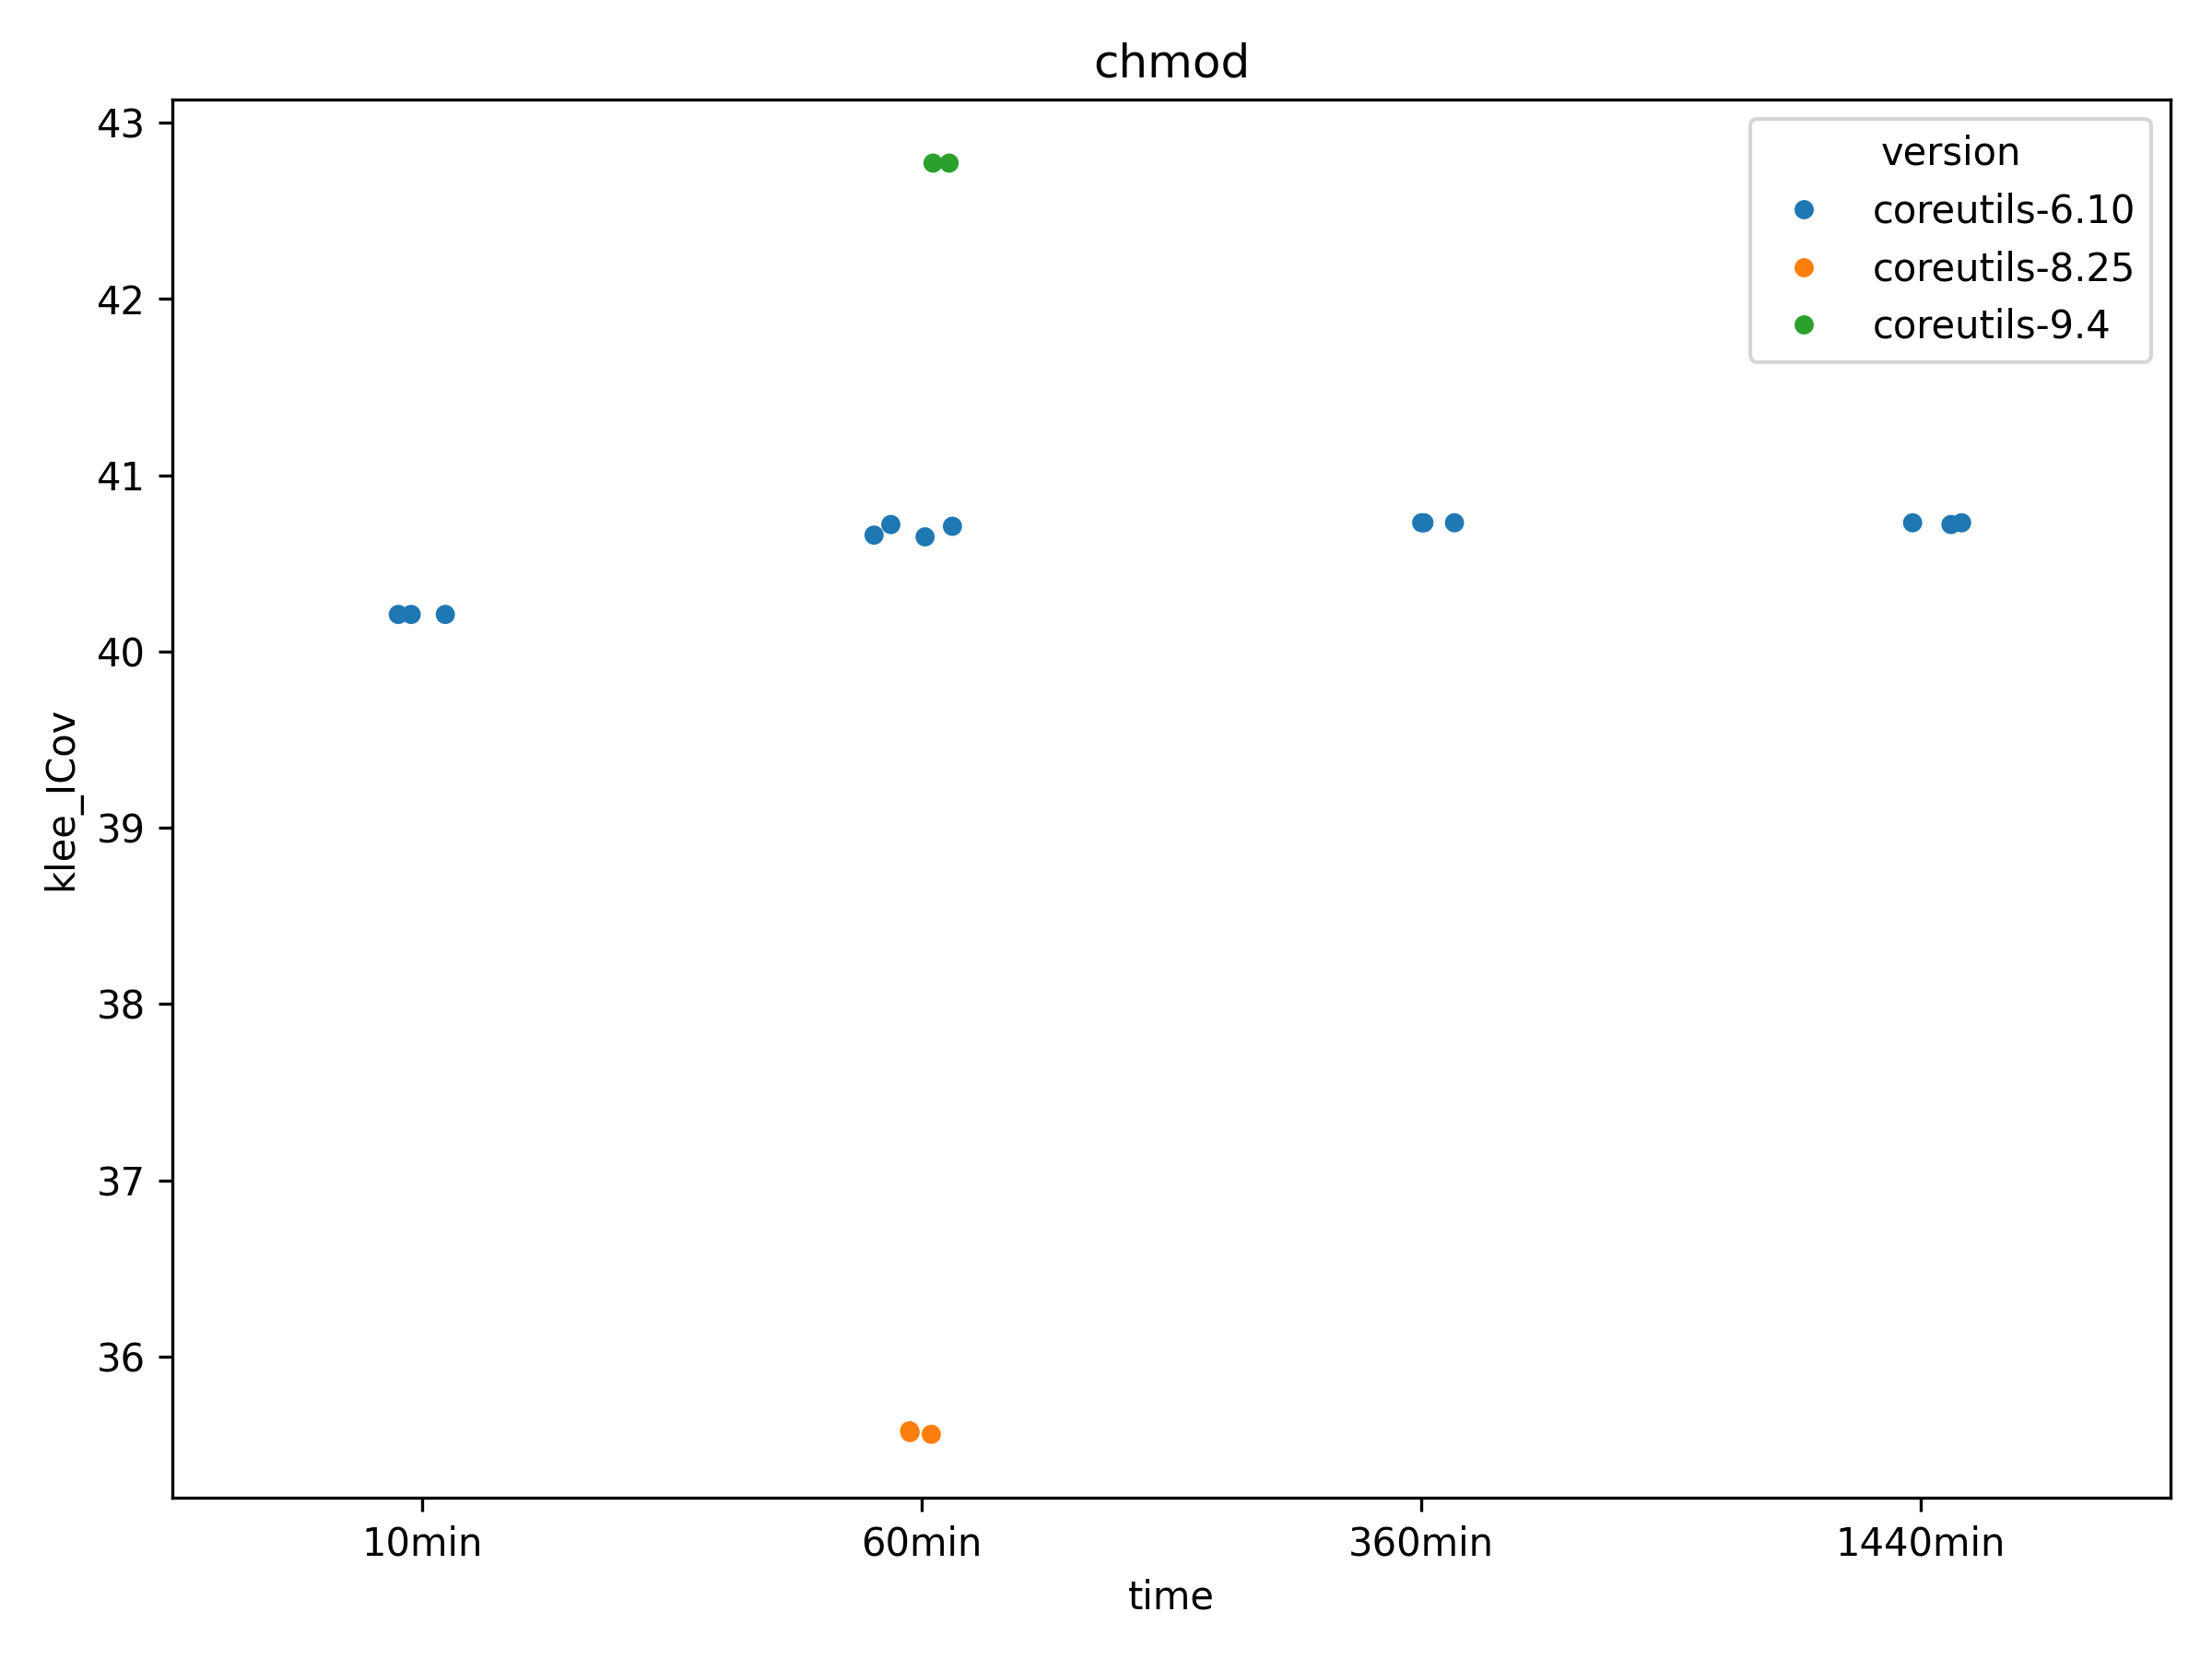 chmod
43
42
41
40
39
38
37
36
klee_ICov
version
coreutils-6.10
coreutils-8.25
coreutils-9.4
10min
60min
360min
1440min
time